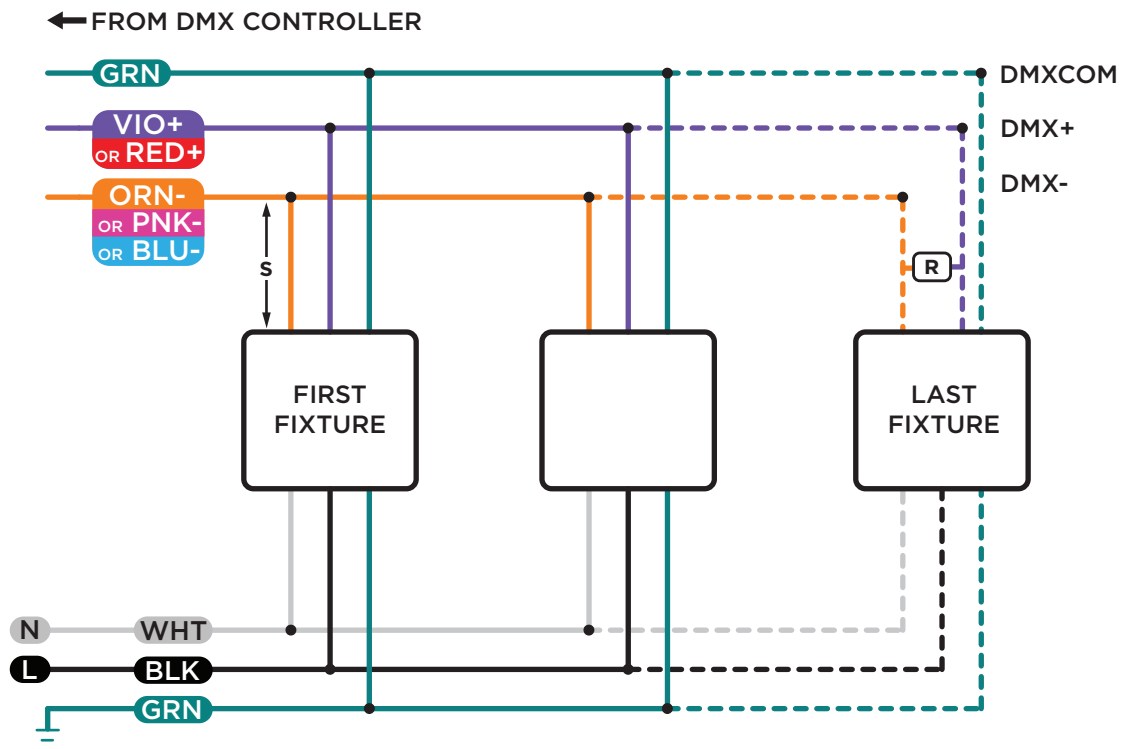 FROM DMX CONTROLLER
GRN
DMXCOM
VIO+
OR RED+
DMX+
ORN-
OR PNK-
OR BLU-
DMX-
S
R
FIRST
FIXTURE
LAST
FIXTURE
N
WHT
L
BLK
GRN